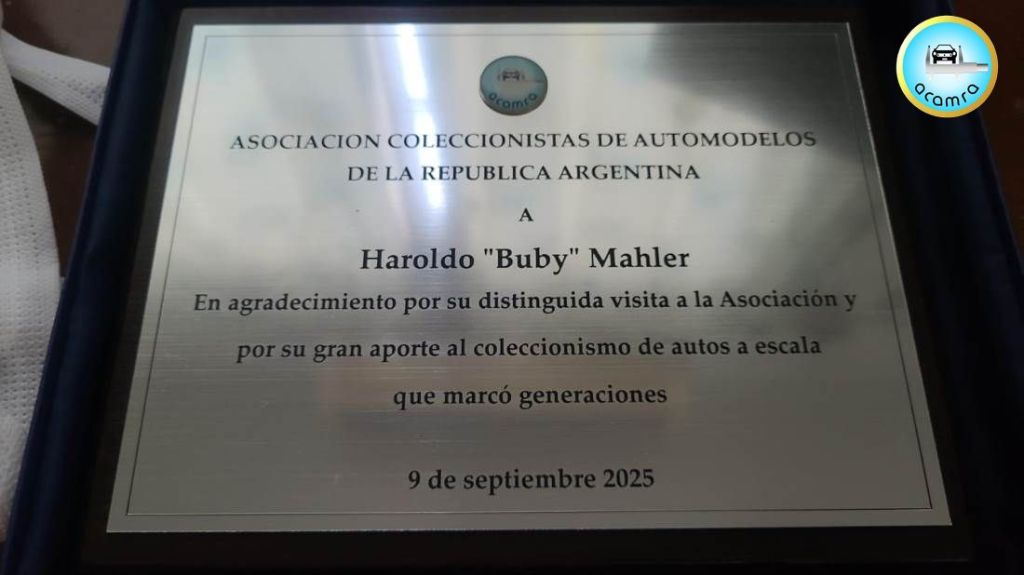 acamra
acamra
ASOCIACION COLECCIONISTAS DE AUTOMODELOS
DE LA REPUBLICA ARGENTINA
A
Haroldo "Buby" Mahler
En agradecimiento por su distinguida visita a la Asociación y
por su gran aporte al coleccionismo de autos a escala
que marcó generaciones
9 de septiembre 2025